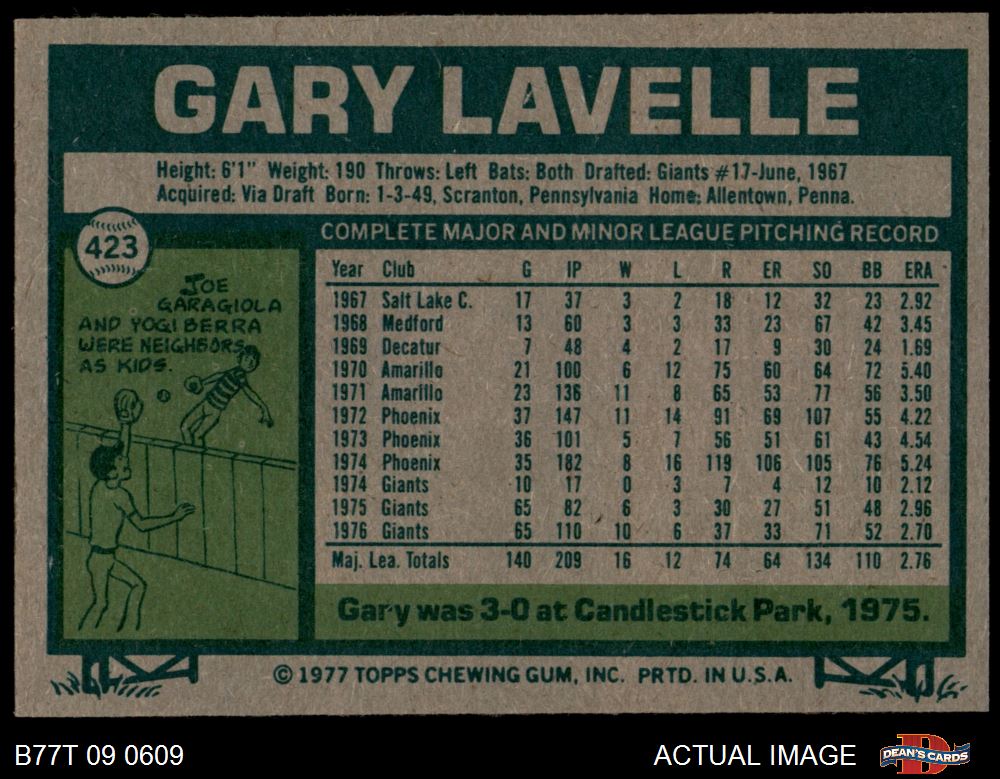 GARY LAVELLE
Height: 6'1" Weight: 190 Throws: Left Bats: Both Drafted: Giants #17-June, 1967
Acquired: Via Draft Born: 1-3-49, Scranton, Pennsylvania Home: Allentown, Penna.
423
JOE
GARAGIOLA
AND YOGI BERRA
WERE NEIGHBORS
AS KIDS.
COMPLETE MAJOR AND MINOR LEAGUE PITCHING RECORD
Year Club G IP W L R ER SO BB ERA
1967 Salt Lake C. 17 37 3 2 18 12 32 23 2.92
1968 Medford 13 60 3 3 33 23 67 42 3.45
1969 Decatur 7 48 4 2 17 9 30 24 1.69
1970 Amarillo 21 100 6 12 75 60 64 72 5.40
1971 Amarillo 23 136 11 8 65 53 77 56 3.50
1972 Phoenix 37 147 11 14 91 69 107 55 4.22
1973 Phoenix 36 101 5 7 56 51 61 43 4.54
1974 Phoenix 35 182 8 16 119 106 105 76 5.24
1974 Giants 10 17 0 3 7 4 12 10 2.12
1975 Giants 65 82 6 3 30 27 51 48 2.96
1976 Giants 65 110 10 6 37 33 71 52 2.70
Maj. Lea. Totals 140 209 16 12 74 64 134 110 2.76
Gary was 3-0 at Candlestick Park, 1975.
© 1977 TOPPS CHEWING GUM, INC. PRTD. IN U.S.A.
B77T 09 0609
ACTUAL IMAGE
D
DEAN'S CARDS